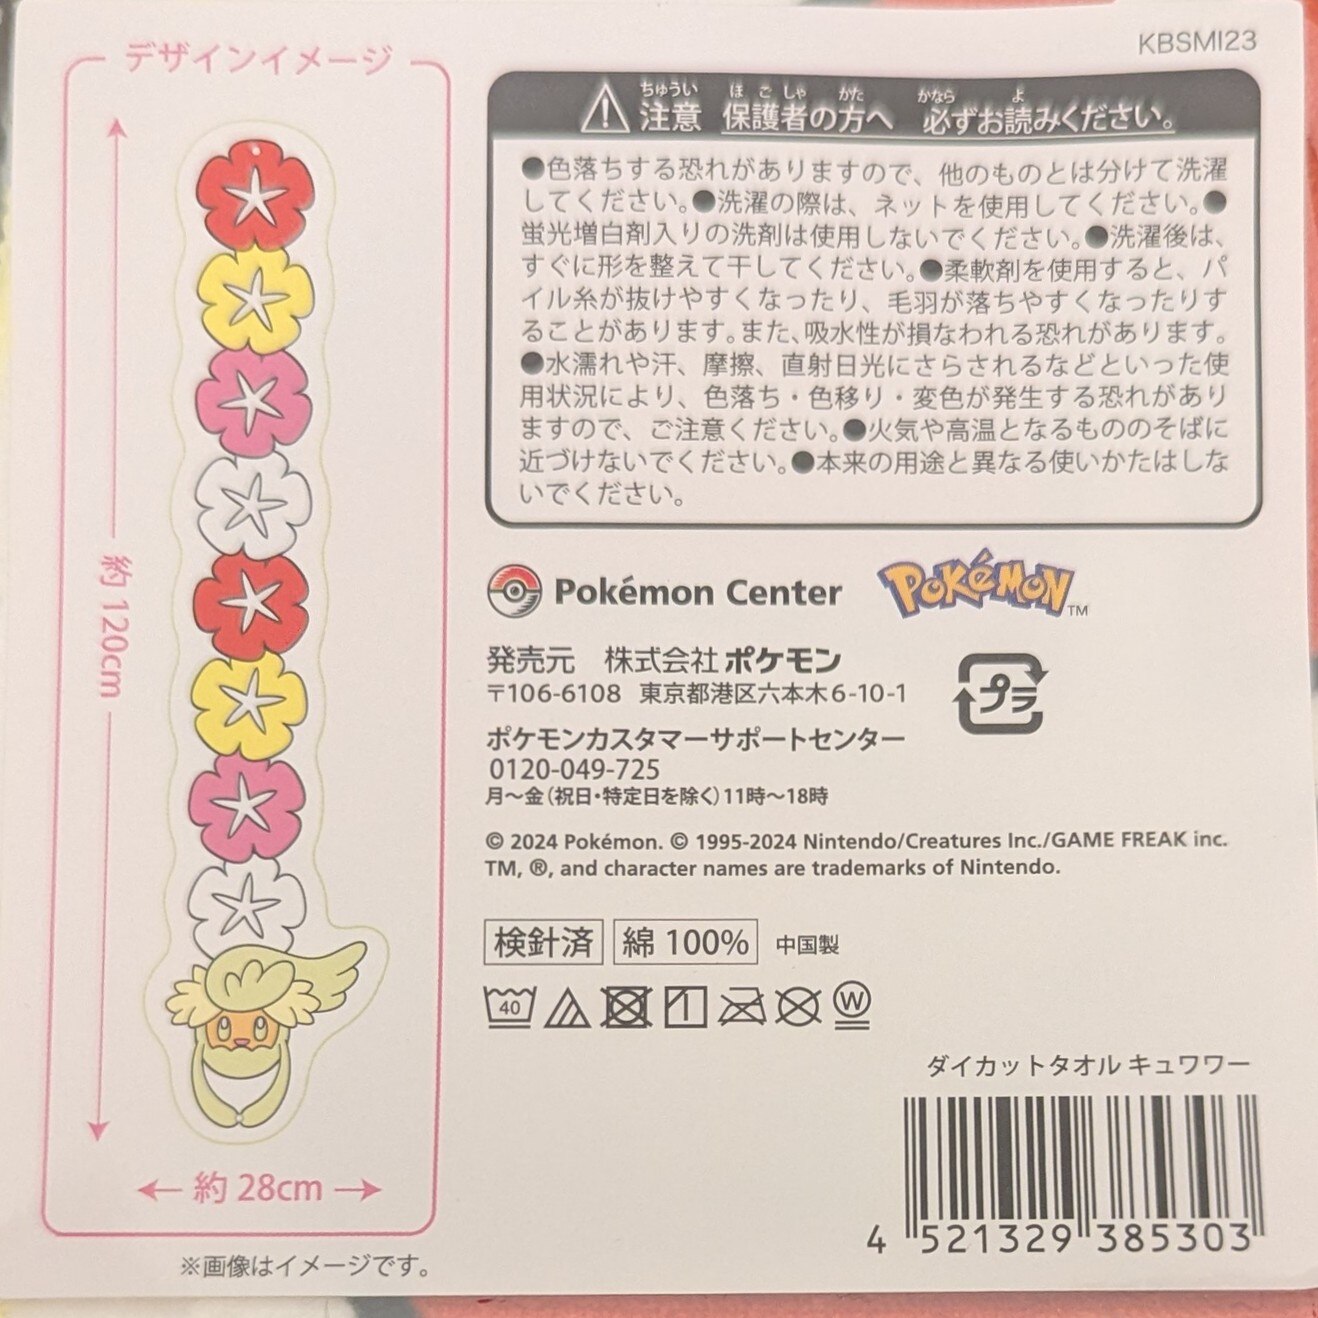 デザインイメージ
約 120cm
約 28cm
※画像はイメージです。
KBSMI23
ちゅうい ほごしゃ かた かなら よ
注意 保護者の方へ 必ずお読みください。
●色落ちする恐れがありますので、他のものとは分けて洗濯
してください。●洗濯の際は、ネットを使用してください。●
蛍光増白剤入りの洗剤は使用しないでください。●洗濯後は、
すぐに形を整えて干してください。●柔軟剤を使用すると、パ
イル糸が抜けやすくなったり、毛羽が落ちやすくなったりす
ることがあります。また、吸水性が損なわれる恐れがあります。
●水濡れや汗、摩擦、直射日光にさらされるなどといった使
用状況により、色落ち・色移り・変色が発生する恐れがあり
ますので、ご注意ください。●火気や高温となるもののそばに
近づけないでください。●本来の用途と異なる使いかたはしな
いでください。
Pokémon Center POKÉMON TM
発売元 株式会社ポケモン
〒106-6108 東京都港区六本木6-10-1
プラ
ポケモンカスタマーサポートセンター
0120-049-725
月〜金(祝日・特定日を除く)11時〜18時
© 2024 Pokémon. © 1995-2024 Nintendo/Creatures Inc./GAME FREAK inc.
TM, ®, and character names are trademarks of Nintendo.
検針済 綿 100% 中国製
40 W
ダイカットタオル キュワワー
4 521329 385303